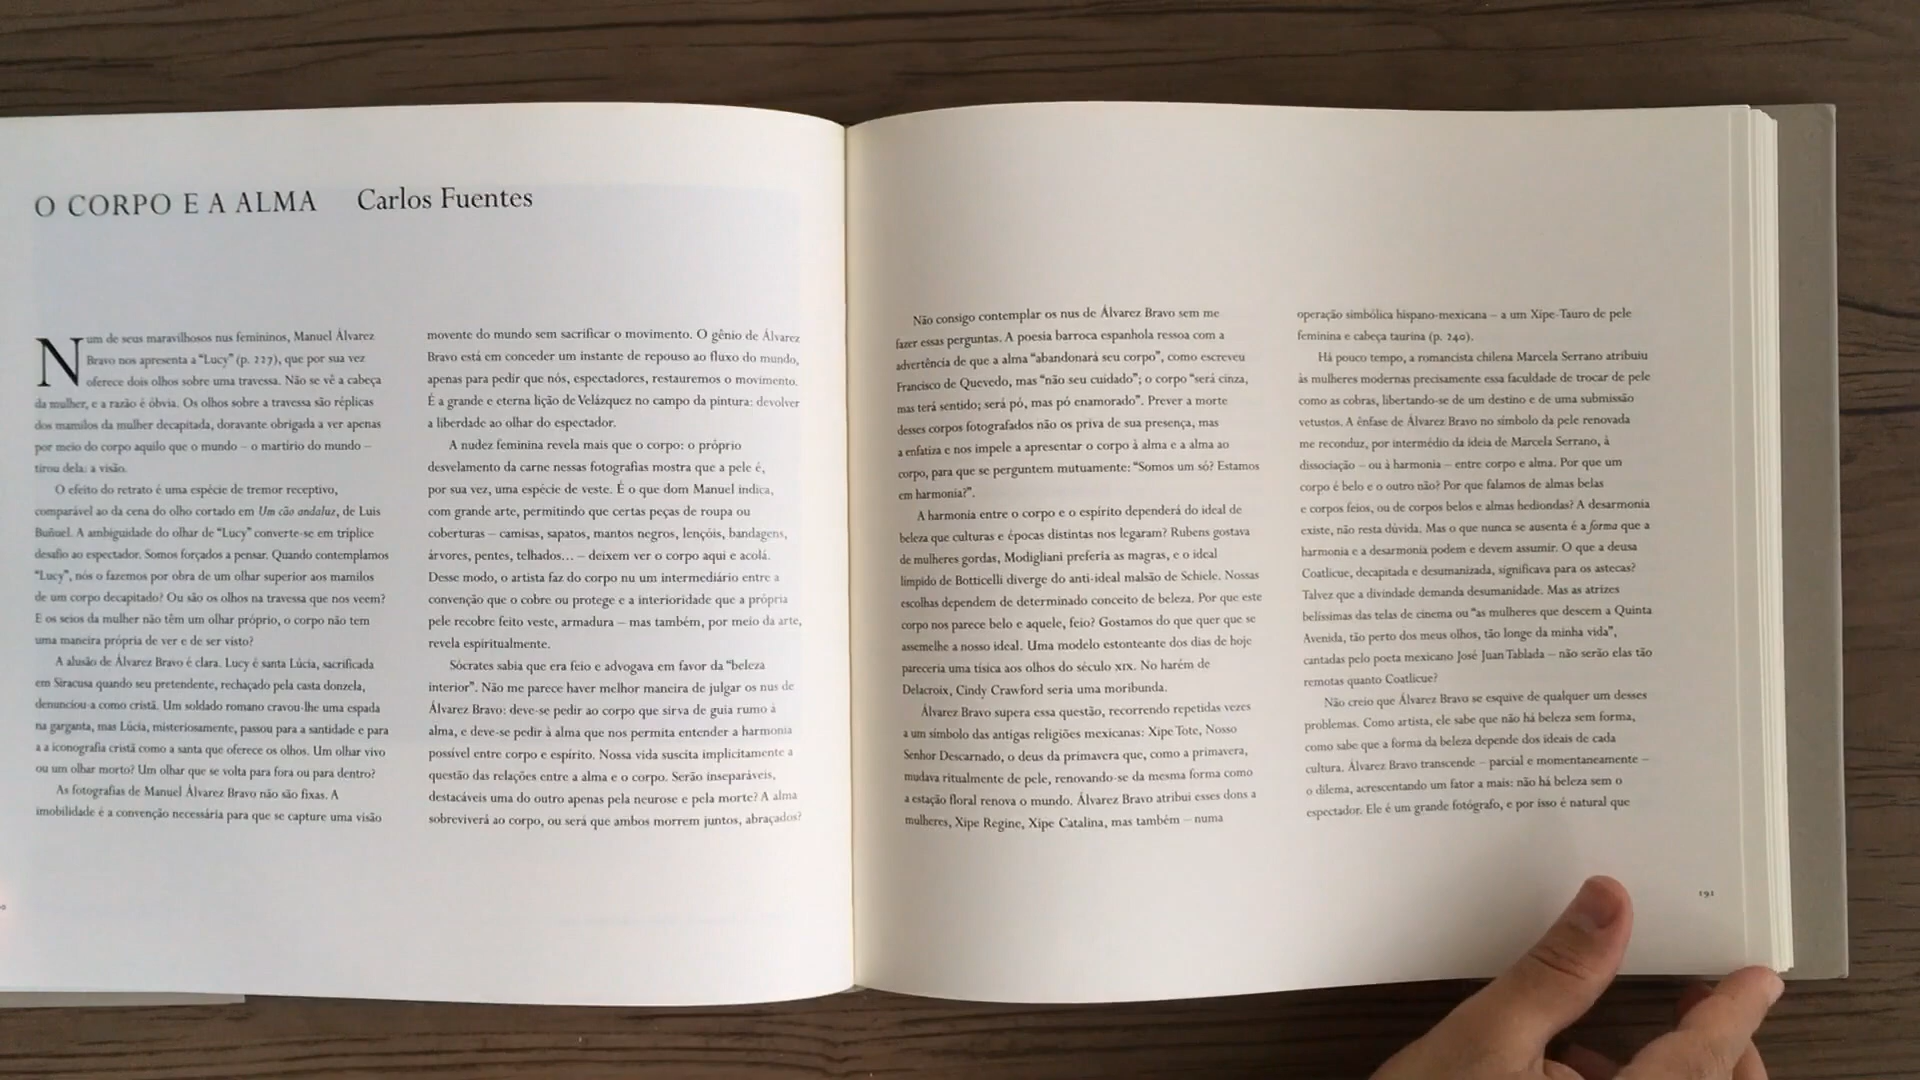 O CORPO E A ALMA Carlos Fuentes
Num de seus maravilhosos nus femininos, Manuel Álvarez
Bravo nos apresenta a “Lucy” (p. 227), que por sua vez
oferece dois olhos sobre uma travessa. Não se vê a cabeça
da mulher, e a razão é óbvia. Os olhos sobre a travessa são réplicas
dos mamilos da mulher decapitada, doravante obrigada a ver apenas
por meio do corpo aquilo que o mundo – o martírio do mundo –
tirou dela: a visão.
O efeito do retrato é uma espécie de tremor receptivo,
comparável ao da cena do olho cortado em Um cão andaluz, de Luis
Buñuel. A ambiguidade do olhar de “Lucy” converte-se em tríplice
desafio ao espectador. Somos forçados a pensar. Quando contemplamos
“Lucy”, nós o fazemos por obra de um olhar superior aos mamilos
de um corpo decapitado? Ou são os olhos na travessa que nos veem?
E os seios da mulher não têm um olhar próprio, o corpo não tem
uma maneira própria de ver e de ser visto?
A alusão de Álvarez Bravo é clara. Lucy é santa Lúcia, sacrificada
em Siracusa quando seu pretendente, rechaçado pela casta donzela,
denunciou-a como cristã. Um soldado romano cravou-lhe uma espada
na garganta, mas Lúcia, misteriosamente, passou para a santidade e para
a a iconografia cristã como a santa que oferece os olhos. Um olhar vivo
ou um olhar morto? Um olhar que se volta para fora ou para dentro?
As fotografias de Manuel Álvarez Bravo não são fixas. A
imobilidade é a convenção necessária para que se capture uma visão
movente do mundo sem sacrificar o movimento. O gênio de Álvarez
Bravo está em conceder um instante de repouso ao fluxo do mundo,
apenas para pedir que nós, espectadores, restauremos o movimento.
É a grande e eterna lição de Velázquez no campo da pintura: devolver
a liberdade ao olhar do espectador.
A nudez feminina revela mais que o corpo: o próprio
desvelamento da carne nessas fotografias mostra que a pele é,
por sua vez, uma espécie de veste. É o que dom Manuel indica,
com grande arte, permitindo que certas peças de roupa ou
coberturas – camisas, sapatos, mantos negros, lençóis, bandagens,
árvores, pentes, telhados... – deixem ver o corpo aqui e acolá.
Desse modo, o artista faz do corpo nu um intermediário entre a
convenção que o cobre ou protege e a interioridade que a própria
pele recobre feito veste, armadura – mas também, por meio da arte,
revela espiritualmente.
Sócrates sabia que era feio e advogava em favor da “beleza
interior”. Não me parece haver melhor maneira de julgar os nus de
Álvarez Bravo: deve-se pedir ao corpo que sirva de guia rumo à
alma, e deve-se pedir à alma que nos permita entender a harmonia
possível entre corpo e espírito. Nossa vida suscita implicitamente a
questão das relações entre a alma e o corpo. Serão inseparáveis,
destacáveis uma do outro apenas pela neurose e pela morte? A alma
sobreviverá ao corpo, ou será que ambos morrem juntos, abraçados?
Não consigo contemplar os nus de Álvarez Bravo sem me
fazer essas perguntas. A poesia barroca espanhola ressoa com a
advertência de que a alma “abandonará seu corpo”, como escreveu
Francisco de Quevedo, mas “não seu cuidado”; o corpo “será cinza,
mas terá sentido; será pó, mas pó enamorado”. Prever a morte
desses corpos fotografados não os priva de sua presença, mas
a enfatiza e nos impele a apresentar o corpo à alma e a alma ao
corpo, para que se perguntem mutuamente: “Somos um só? Estamos
em harmonia?”.
A harmonia entre o corpo e o espírito dependerá do ideal de
beleza que culturas e épocas distintas nos legaram? Rubens gostava
de mulheres gordas, Modigliani preferia as magras, e o ideal
límpido de Botticelli diverge do anti-ideal malsão de Schiele. Nossas
escolhas dependem de determinado conceito de beleza. Por que este
corpo nos parece belo e aquele, feio? Gostamos do que quer que se
assemelhe a nosso ideal. Uma modelo estonteante dos dias de hoje
pareceria uma tísica aos olhos do século XIX. No harém de
Delacroix, Cindy Crawford seria uma moribunda.
Álvarez Bravo supera essa questão, recorrendo repetidas vezes
a um símbolo das antigas religiões mexicanas: Xipe Tote, Nosso
Senhor Descarnado, o deus da primavera que, como a primavera,
mudava ritualmente de pele, renovando-se da mesma forma como
a estação floral renova o mundo. Álvarez Bravo atribui esses dons a
mulheres, Xipe Regine, Xipe Catalina, mas também – numa
operação simbólica hispano-mexicana – a um Xipe-Tauro de pele
feminina e cabeça taurina (p. 240).
Há pouco tempo, a romancista chilena Marcela Serrano atribuiu
às mulheres modernas precisamente essa faculdade de trocar de pele
como as cobras, libertando-se de um destino e de uma submissão
vetustos. A ênfase de Álvarez Bravo no símbolo da pele renovada
me reconduz, por intermédio da ideia de Marcela Serrano, à
dissociação – ou à harmonia – entre corpo e alma. Por que um
corpo é belo e o outro não? Por que falamos de almas belas
e corpos feios, ou de corpos belos e almas hediondas? A desarmonia
existe, não resta dúvida. Mas o que nunca se ausenta é a forma que a
harmonia e a desarmonia podem e devem assumir. O que a deusa
Coatlicue, decapitada e desumanizada, significava para os astecas?
Talvez que a divindade demanda desumanidade. Mas as atrizes
belíssimas das telas de cinema ou “as mulheres que descem a Quinta
Avenida, tão perto dos meus olhos, tão longe da minha vida”,
cantadas pelo poeta mexicano José Juan Tablada – não serão elas tão
remotas quanto Coatlicue?
Não creio que Álvarez Bravo se esquive de qualquer um desses
problemas. Como artista, ele sabe que não há beleza sem forma,
como sabe que a forma da beleza depende dos ideais de cada
cultura. Álvarez Bravo transcende – parcial e momentaneamente –
o dilema, acrescentando um fator a mais: não há beleza sem o
espectador. Ele é um grande fotógrafo, e por isso é natural que
191